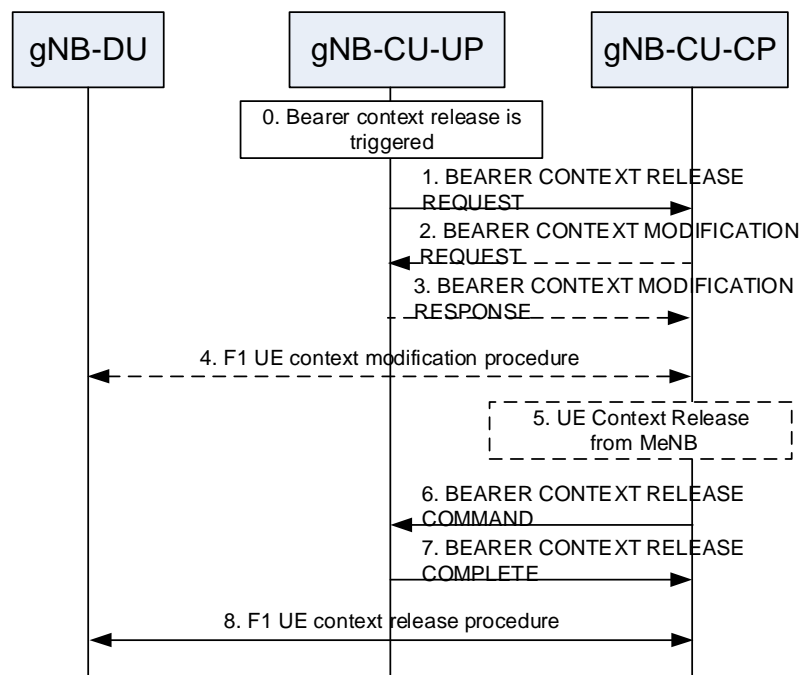 gNB-DU
gNB-CU-UP
gNB-CU-CP
0. Bearer context release is
triggered
1. BEARER CONTEXT RELEASE
REQUEST
2. BEARER CONTEXT MODIFICATION
REQUEST
3. BEARER CONTEXT MODIFICATION
RESPONSE
4. F1 UE context modification procedure
5. UE Context Release
from MeNB
6. BEARER CONTEXT RELEASE
COMMAND
7. BEARER CONTEXT RELEASE
COMPLETE
8. F1 UE context release procedure